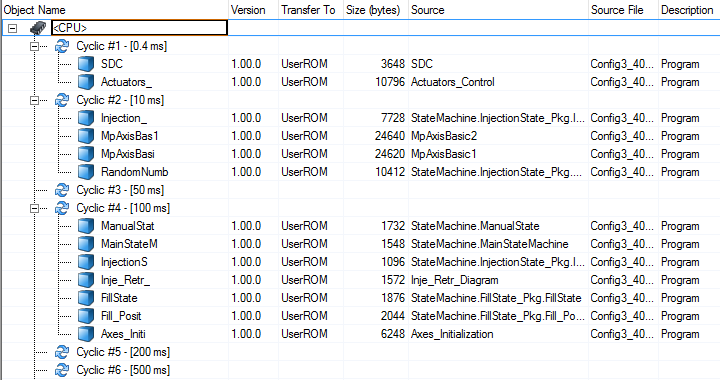 Object Name Version Transfer To Size (bytes) Source Source File Description
<CPU>
Cyclic #1 - [0.4 ms]
SDC 1.00.0 UserROM 3648 SDC Config3_40... Program
Actuators_ 1.00.0 UserROM 10796 Actuators_Control Config3_40... Program
Cyclic #2 - [10 ms]
Injection_ 1.00.0 UserROM 7728 StateMachine.InjectionState_Pkg.I... Config3_40... Program
MpAxisBas1 1.00.0 UserROM 24640 MpAxisBasic2 Config3_40... Program
MpAxisBasi 1.00.0 UserROM 24620 MpAxisBasic1 Config3_40... Program
RandomNumb 1.00.0 UserROM 10412 StateMachine.InjectionState_Pkg.... Config3_40... Program
Cyclic #3 - [50 ms]
Cyclic #4 - [100 ms]
ManualStat 1.00.0 UserROM 1732 StateMachine.ManualState Config3_40... Program
MainStateM 1.00.0 UserROM 1548 StateMachine.MainStateMachine Config3_40... Program
InjectionS 1.00.0 UserROM 1096 StateMachine.InjectionState_Pkg.I... Config3_40... Program
Inje_Retr_ 1.00.0 UserROM 1572 Inje_Retr_Diagram Config3_40... Program
FillState 1.00.0 UserROM 1876 StateMachine.FillState_Pkg.FillState Config3_40... Program
Fill_Posit 1.00.0 UserROM 2044 StateMachine.FillState_Pkg.Fill_Po... Config3_40... Program
Axes_Initi 1.00.0 UserROM 6248 Axes_Initialization Config3_40... Program
Cyclic #5 - [200 ms]
Cyclic #6 - [500 ms]